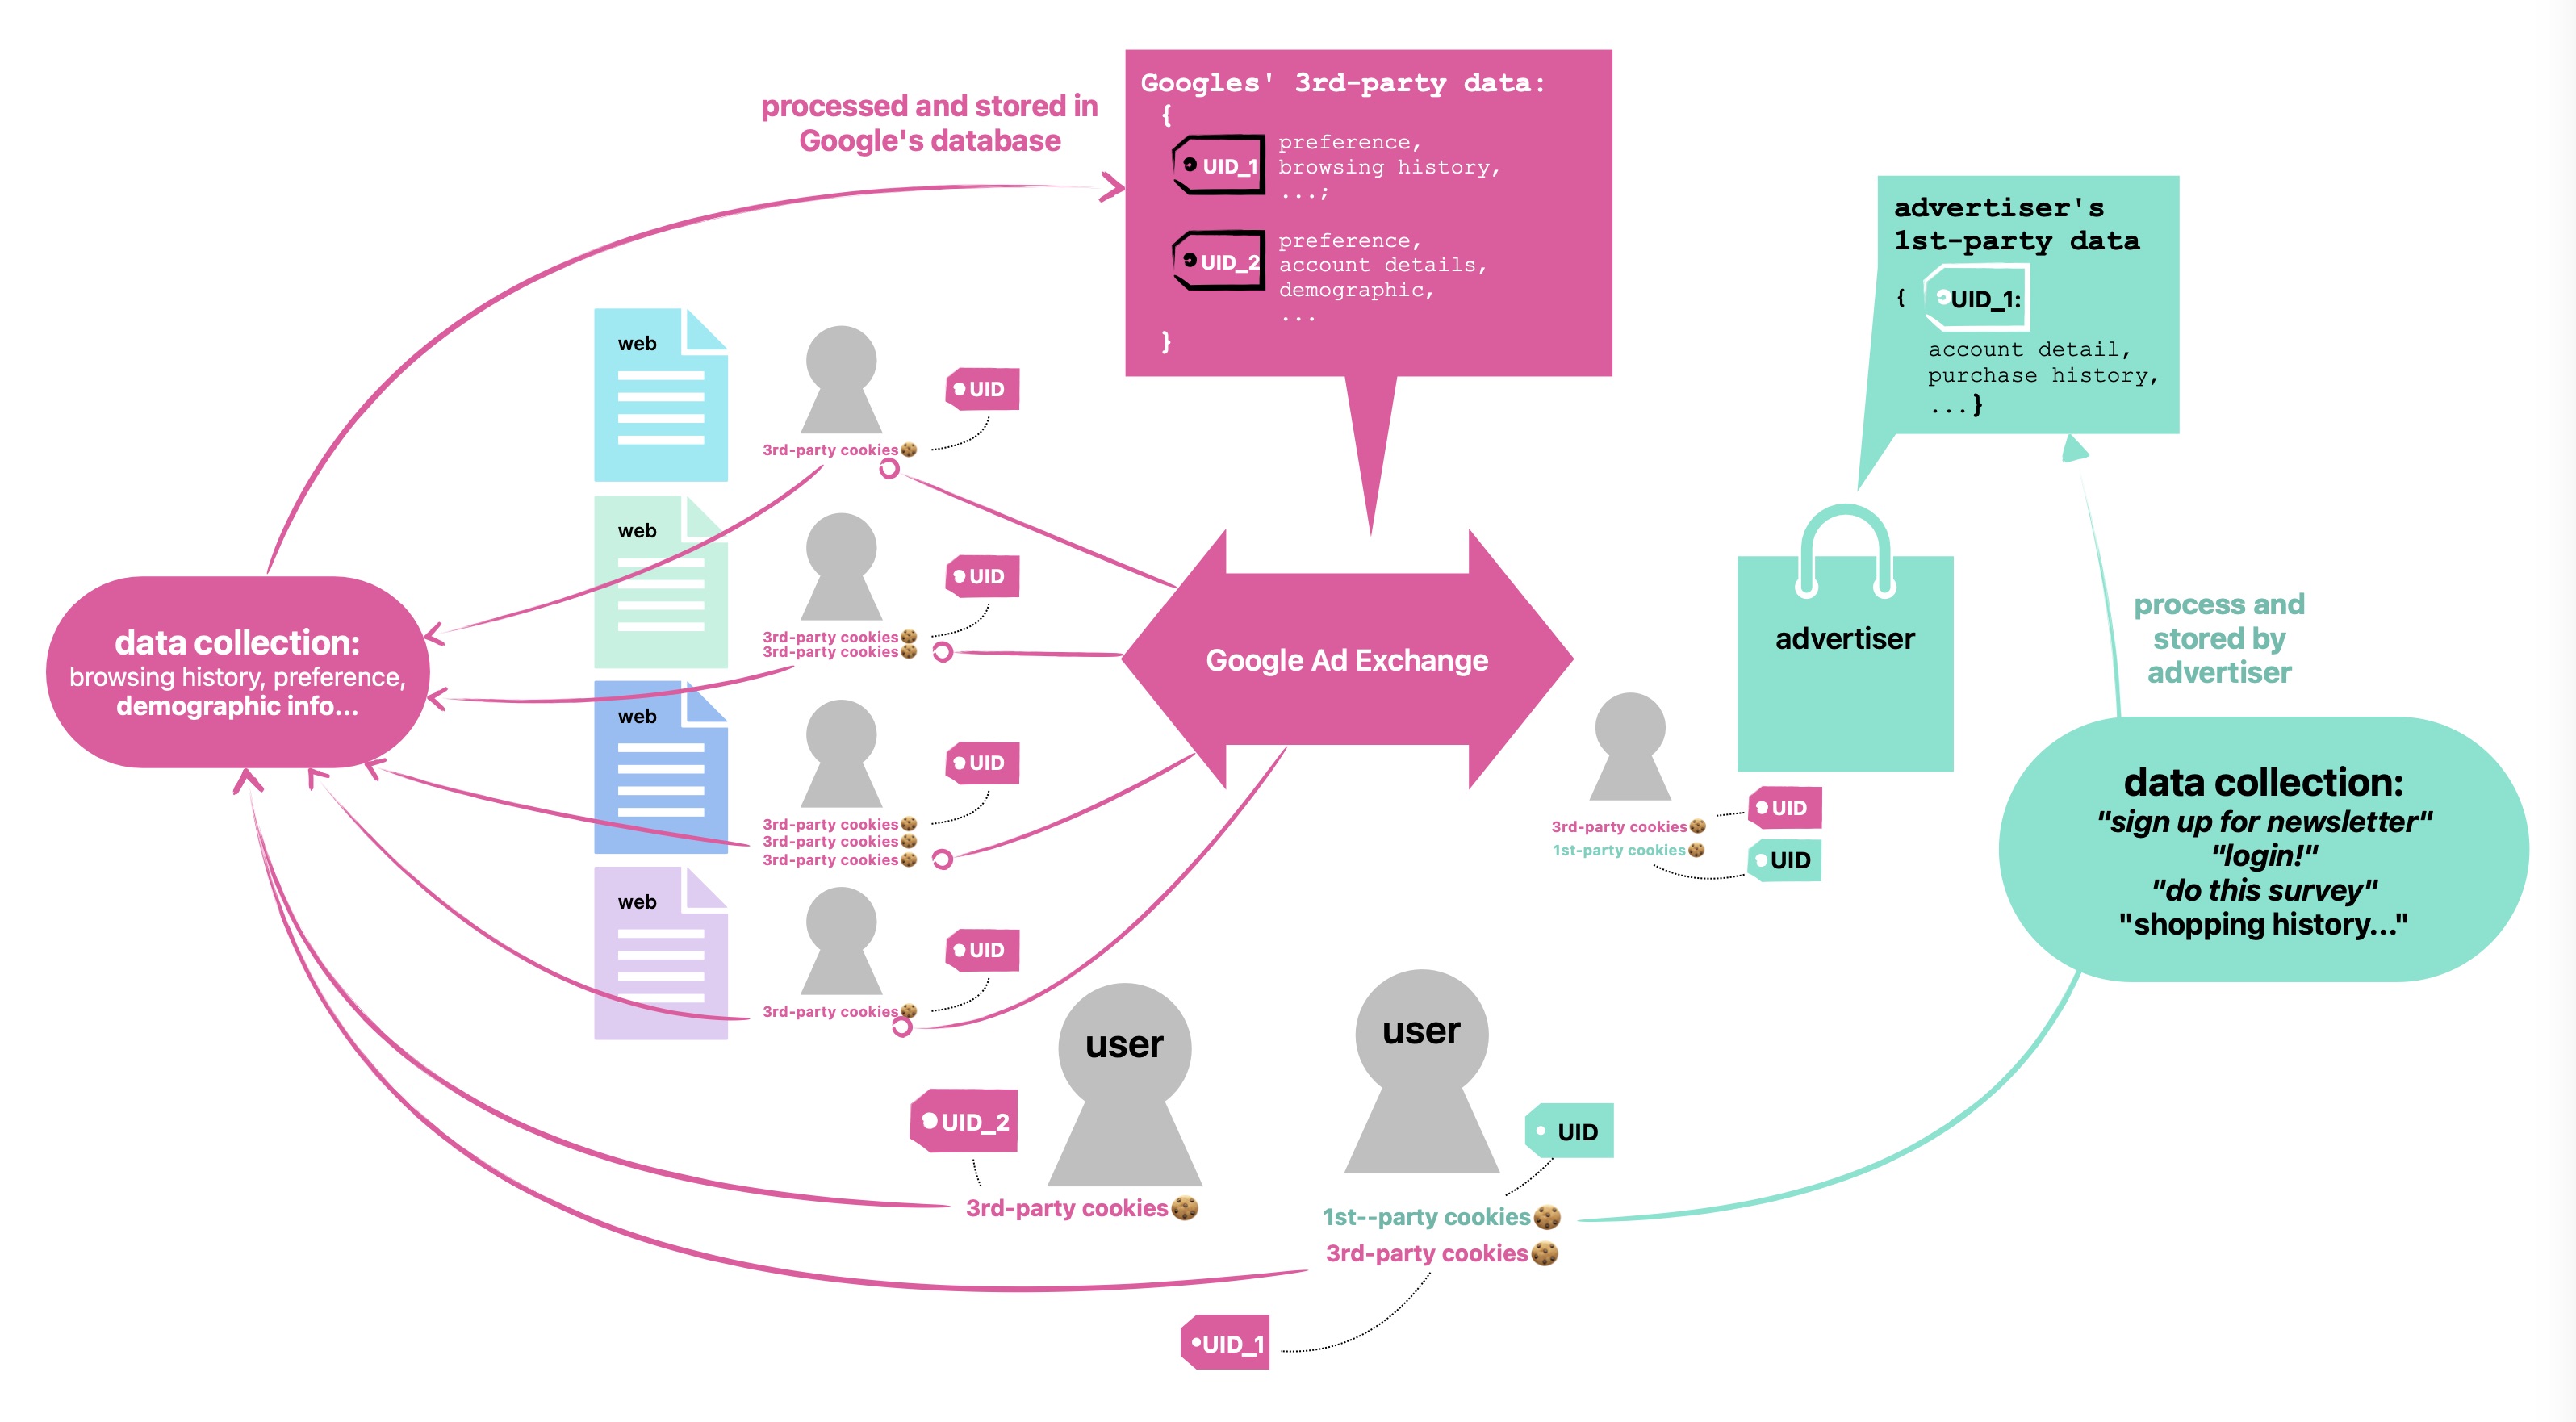 processed and stored in
Google's database
Googles' 3rd-party data:
{
UID_1
preference,
browsing history,
...;
UID_2
preference,
account details,
demographic,
...
}
advertiser's
1st-party data
{ UID_1:
account detail,
purchase history,
...}
web
UID
3rd-party cookies
web
UID
3rd-party cookies
3rd-party cookies
web
UID
3rd-party cookies
3rd-party cookies
3rd-party cookies
web
UID
3rd-party cookies
data collection:
browsing history, preference,
demographic info...
Google Ad Exchange
advertiser
process and
stored by
advertiser
UID
3rd-party cookies
1st-party cookies
UID
data collection:
"sign up for newsletter"
"login!"
"do this survey"
"shopping history..."
user
UID_2
3rd-party cookies
user
UID
1st--party cookies
3rd-party cookies
UID_1